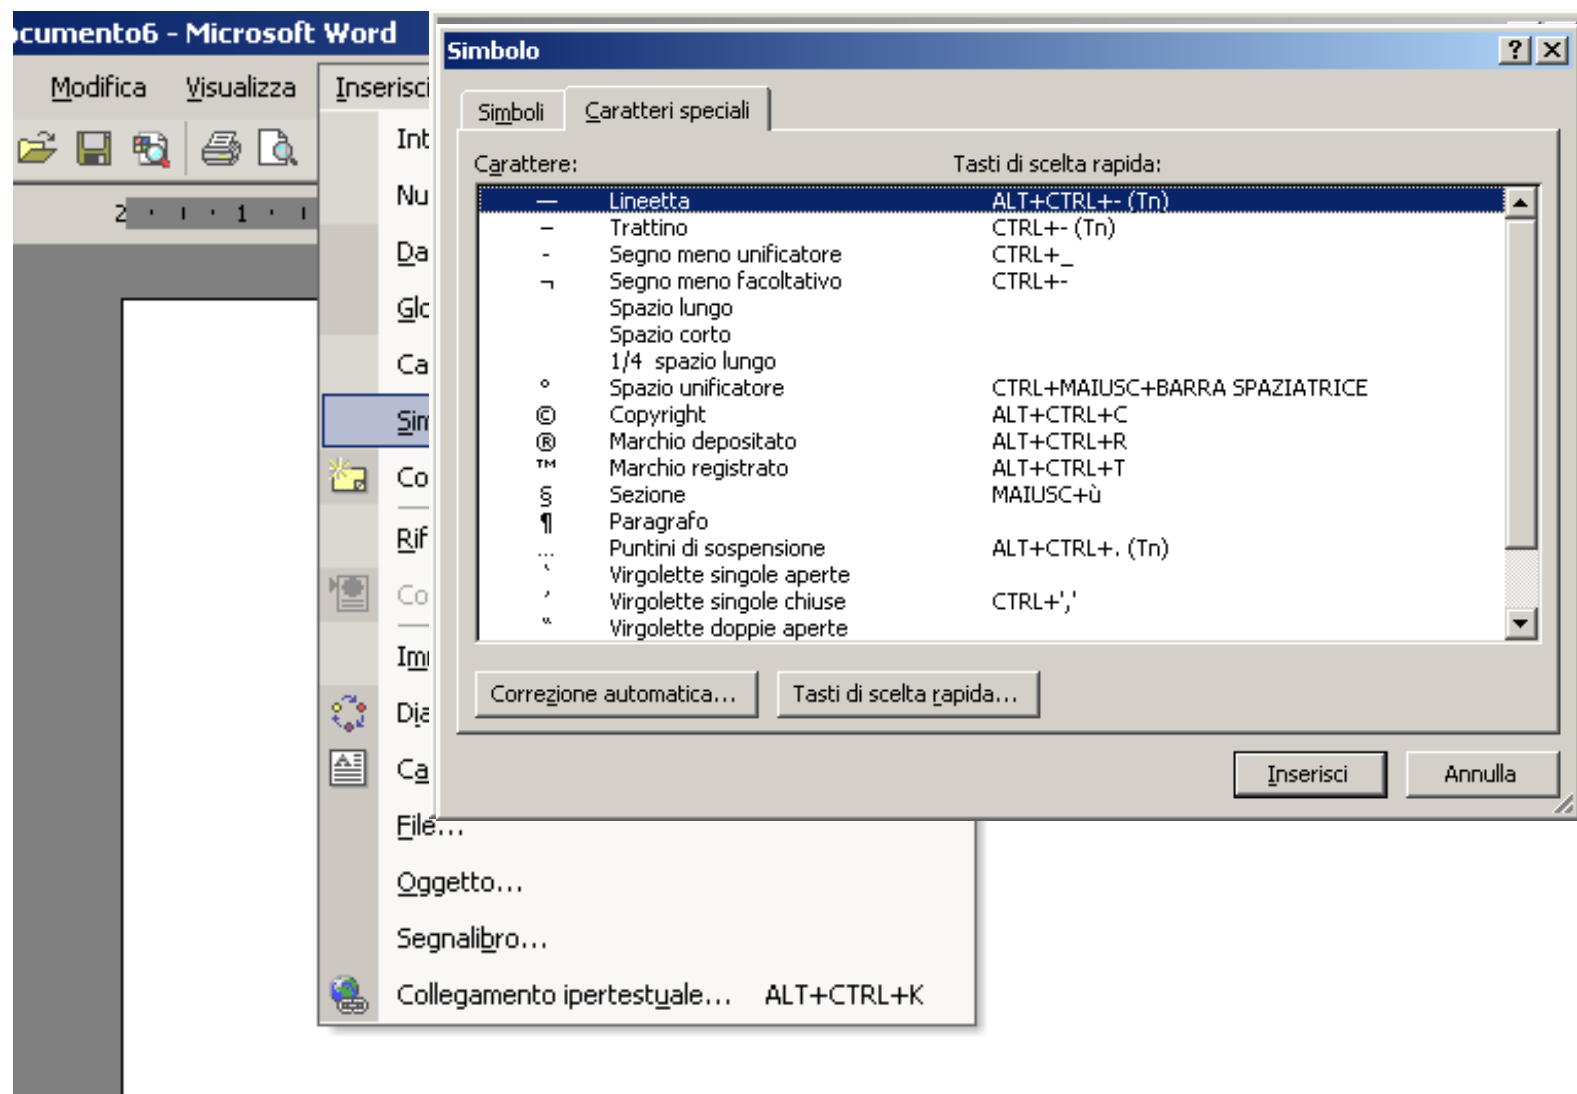 ocumento6 - Microsoft Word
Modifica Visualizza Inserisci
2 1
Int
Nu
Da
Glo
Ca
Sim
Co
Rif
Co
Imm
Dia
Ca
File...
Oggetto...
Segnalibro...
Collegamento ipertestuale... ALT+CTRL+K
Simbolo
Simboli Caratteri speciali
Carattere: Tasti di scelta rapida:
— Lineetta ALT+CTRL+- (Tn)
– Trattino CTRL+- (Tn)
- Segno meno unificatore CTRL+_
¬ Segno meno facoltativo CTRL+-
Spazio lungo
Spazio corto
1/4 spazio lungo
° Spazio unificatore CTRL+MAIUSC+BARRA SPAZIATRICE
© Copyright ALT+CTRL+C
® Marchio depositato ALT+CTRL+R
™ Marchio registrato ALT+CTRL+T
§ Sezione MAIUSC+ù
¶ Paragrafo
… Puntini di sospensione ALT+CTRL+. (Tn)
‘ Virgolette singole aperte
’ Virgolette singole chiuse CTRL+','
“ Virgolette doppie aperte
Correzione automatica... Tasti di scelta rapida...
Inserisci Annulla